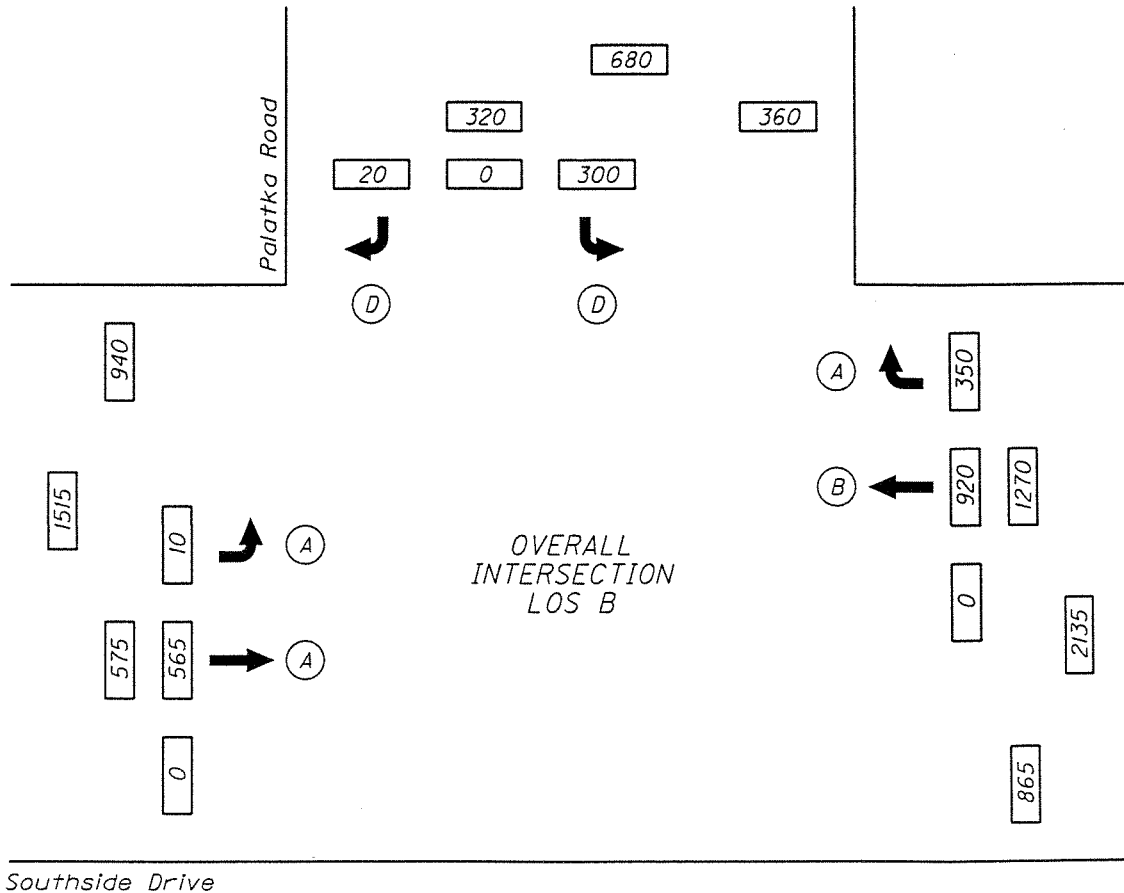 680
320
360
20
0
300
Palatka Road
D
D
940
350
A
1515
920
1270
B
10
A
OVERALL
INTERSECTION
LOS B
0
2135
575
565
A
0
865
Southside Drive